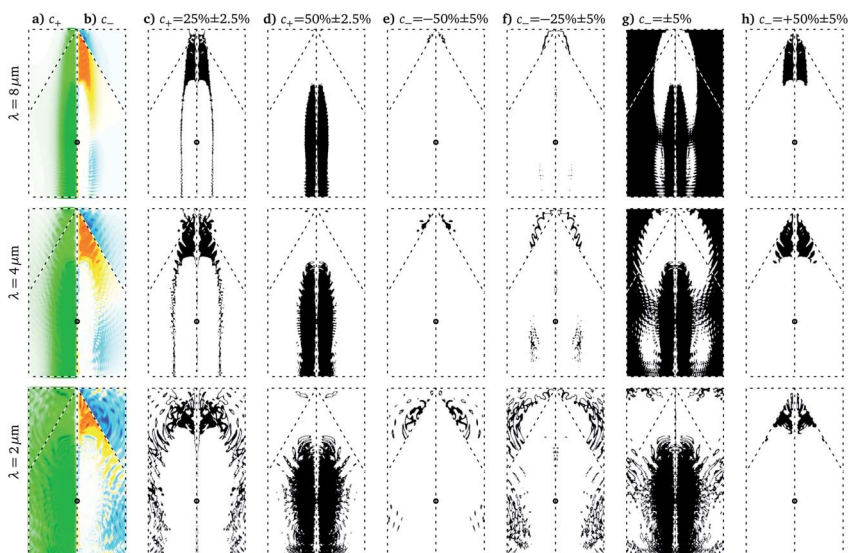 a) c₊ b) c₋ c) c₊=25%±2.5% d) c₊=50%±2.5% e) c₋=−50%±5% f) c₋=−25%±5% g) c₋=±5% h) c₋=+50%±5%
λ = 8 μm
λ = 4 μm
λ = 2 μm